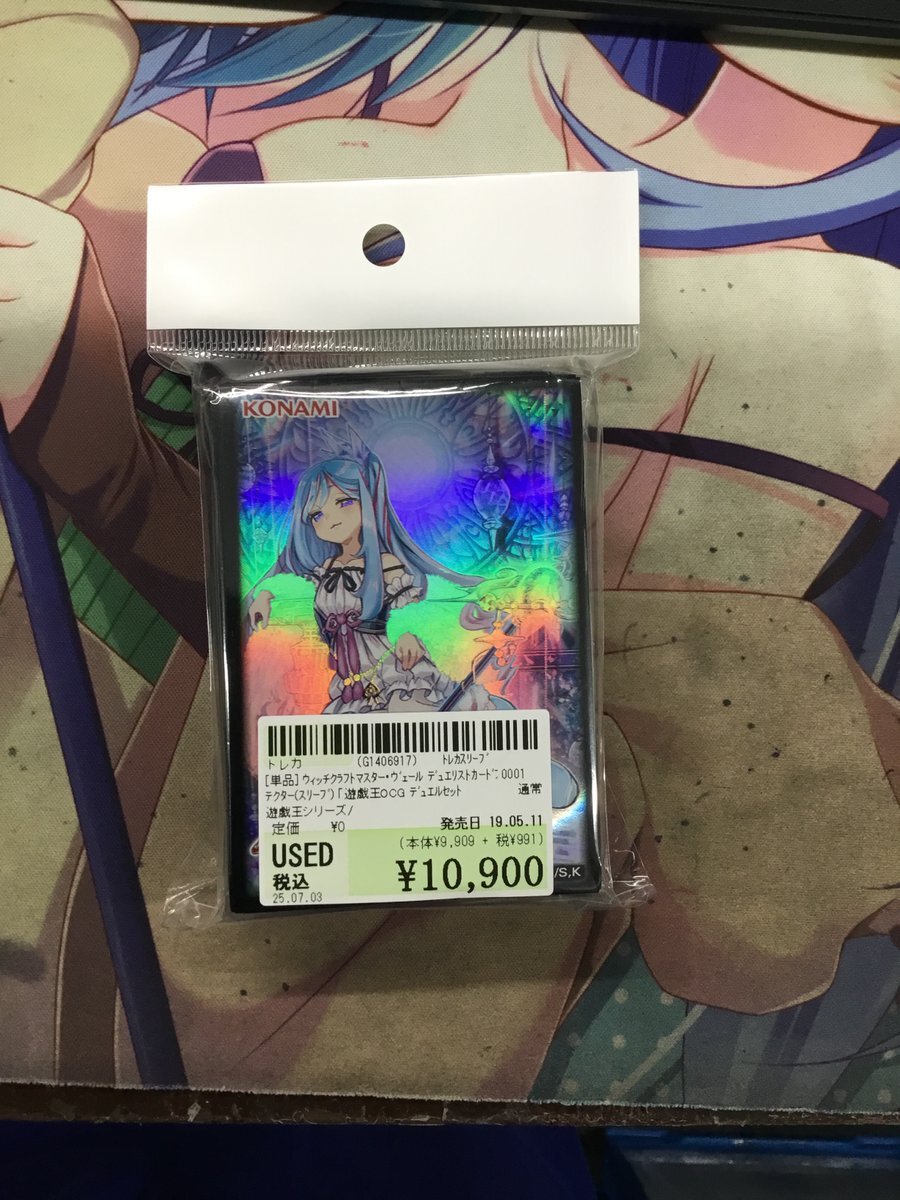 KONAMI
トレカ (G1406917) ﾄﾚｶｽﾘｰﾌﾞ
[単品] ウィッチクラフトマスター・ヴェール デュエリストカードプ 0001
テクター(スリーブ)「遊戯王OCG デュエルセット 通常
遊戯王シリーズ/
定価 ¥0 発売日 19.05.11
(本体¥9,909 + 税¥991)
USED
税込 ¥10,900
25.07.03
/S,K